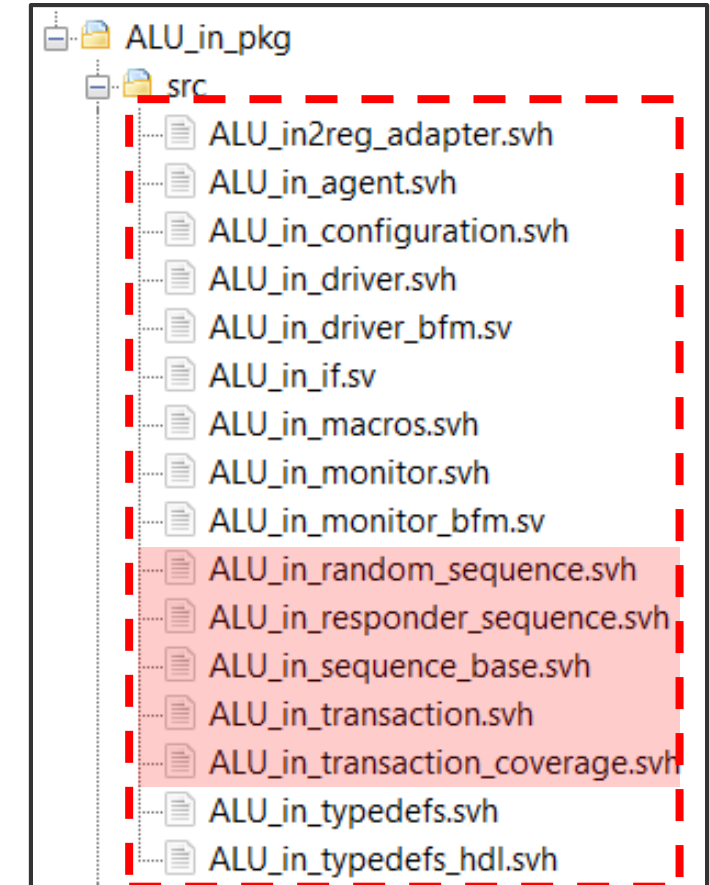 ALU_in_pkg
src
ALU_in2reg_adapter.svh
ALU_in_agent.svh
ALU_in_configuration.svh
ALU_in_driver.svh
ALU_in_driver_bfm.sv
ALU_in_if.sv
ALU_in_macros.svh
ALU_in_monitor.svh
ALU_in_monitor_bfm.sv
ALU_in_random_sequence.svh
ALU_in_responder_sequence.svh
ALU_in_sequence_base.svh
ALU_in_transaction.svh
ALU_in_transaction_coverage.svh
ALU_in_typedefs.svh
ALU_in_typedefs_hdl.svh